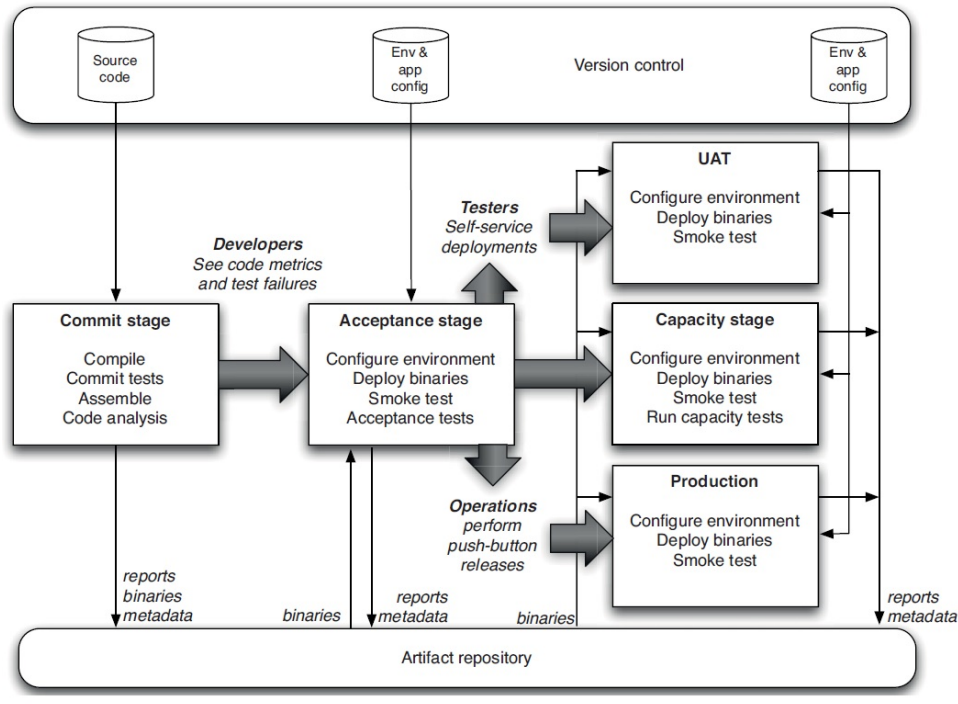 Source
code
Env &
app
config
Version control
Env &
app
config
Developers
See code metrics
and test failures
Testers
Self-service
deployments
UAT
Configure environment
Deploy binaries
Smoke test
Commit stage
Compile
Commit tests
Assemble
Code analysis
Acceptance stage
Configure environment
Deploy binaries
Smoke test
Acceptance tests
Capacity stage
Configure environment
Deploy binaries
Smoke test
Run capacity tests
Operations
perform
push-button
releases
Production
Configure environment
Deploy binaries
Smoke test
reports
binaries
metadata
binaries
reports
metadata
binaries
reports
metadata
Artifact repository